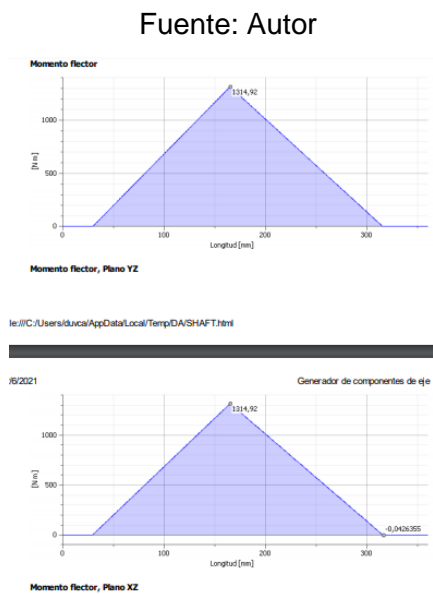 Fuente: Autor
Momento flector
1314,92
1000
500
0
[N m]
0 100 200 300
Longitud [mm]
Momento flector, Plano YZ
le:///C:/Users/duvca/AppData/Local/Temp/DA/SHAFT.html
/6/2021 Generador de componentes de eje
1314,92
1000
500
0
[N m]
-0,0426355
0 100 200 300
Longitud [mm]
Momento flector, Plano XZ